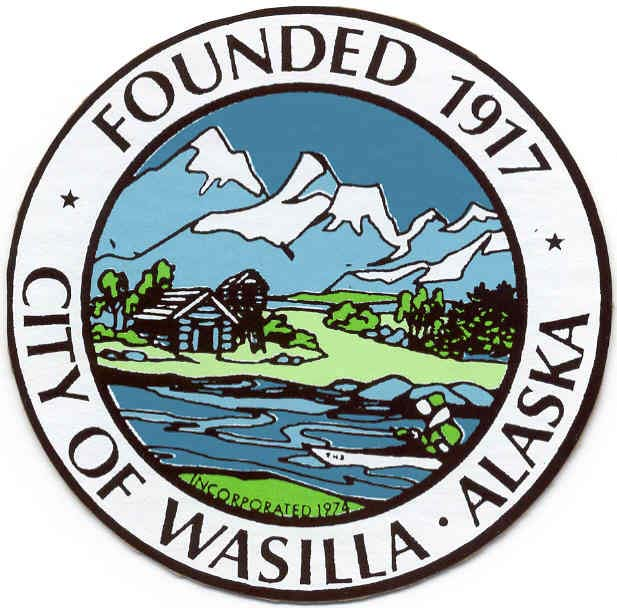 FOUNDED 1917
CITY OF WASILLA · ALASKA
INCORPORATED 1974